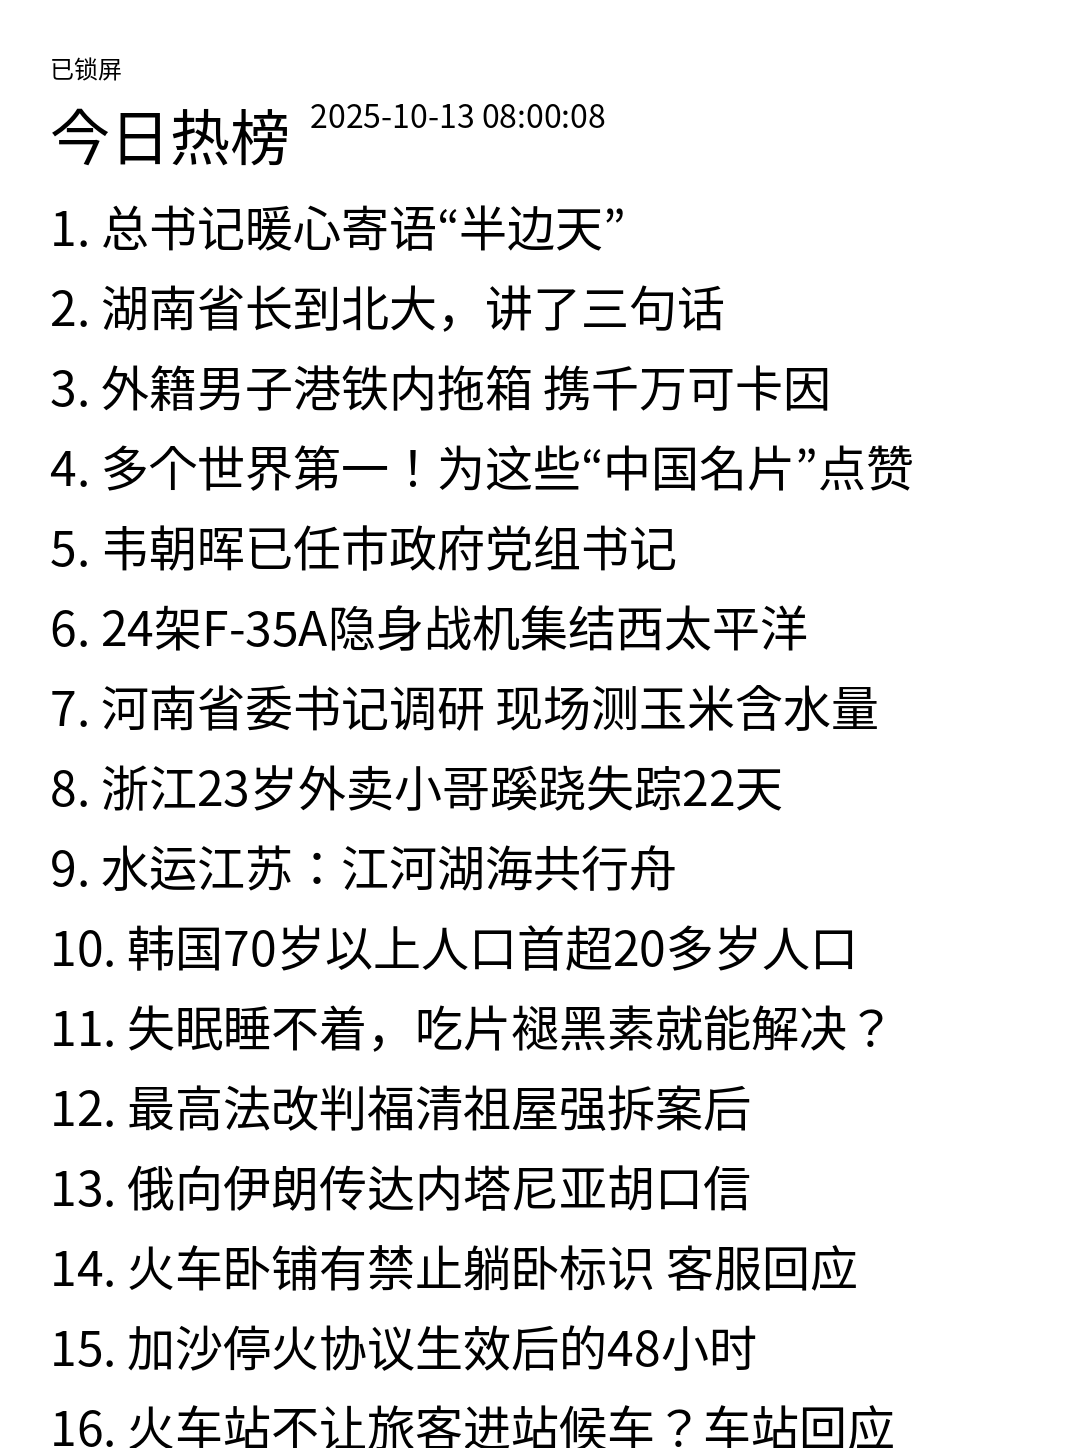 已锁屏
今日热榜 2025-10-13 08:00:08
1. 总书记暖心寄语“半边天”
2. 湖南省长到北大，讲了三句话
3. 外籍男子港铁内拖箱 携千万可卡因
4. 多个世界第一！为这些“中国名片”点赞
5. 韦朝晖已任市政府党组书记
6. 24架F-35A隐身战机集结西太平洋
7. 河南省委书记调研 现场测玉米含水量
8. 浙江23岁外卖小哥蹊跷失踪22天
9. 水运江苏：江河湖海共行舟
10. 韩国70岁以上人口首超20多岁人口
11. 失眠睡不着，吃片褪黑素就能解决？
12. 最高法改判福清祖屋强拆案后
13. 俄向伊朗传达内塔尼亚胡口信
14. 火车卧铺有禁止躺卧标识 客服回应
15. 加沙停火协议生效后的48小时
16. 火车站不让旅客进站候车？车站回应